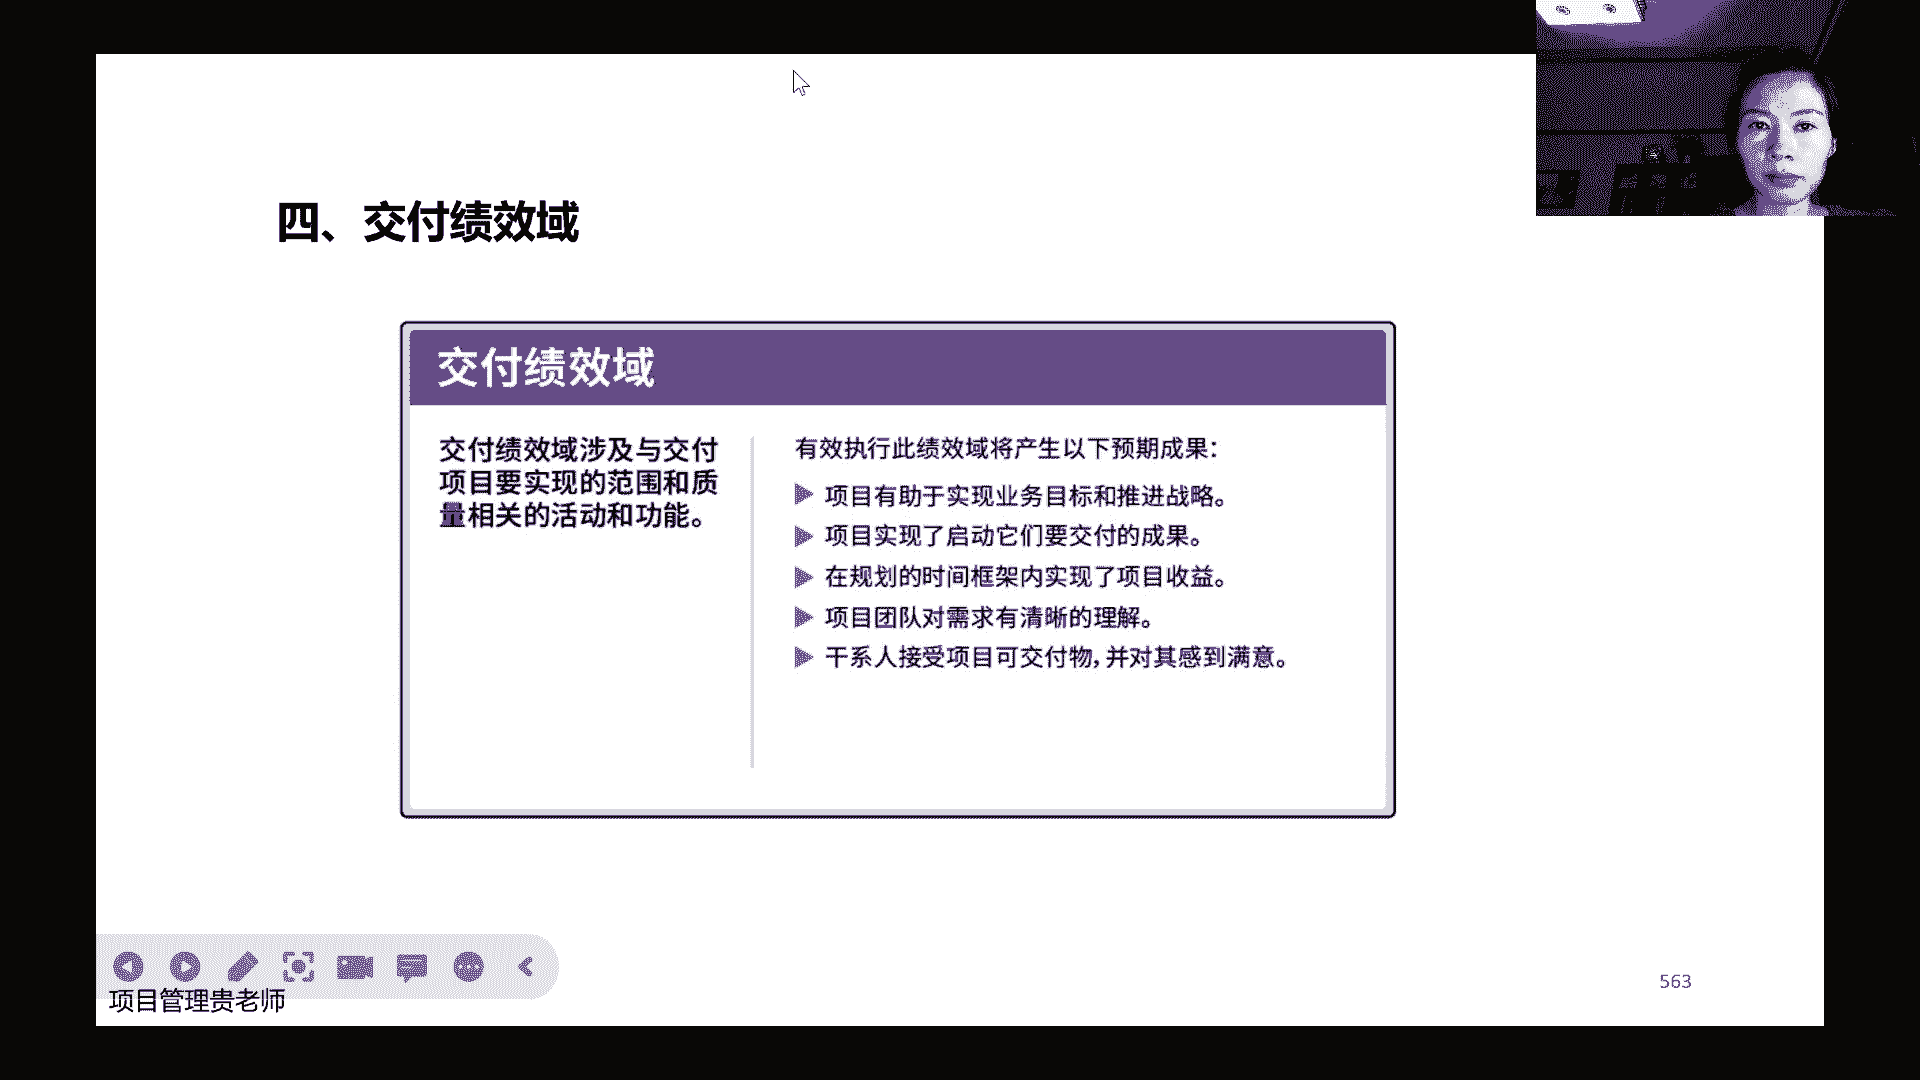 四、交付绩效域
交付绩效域
交付绩效域涉及与交付
项目要实现的范围和质
量相关的活动和功能。
有效执行此绩效域将产生以下预期成果：
项目有助于实现业务目标和推进战略。
项目实现了启动它们要交付的成果。
在规划的时间框架内实现了项目收益。
项目团队对需求有清晰的理解。
干系人接受项目可交付物，并对其感到满意。
项目管理贵老师
563